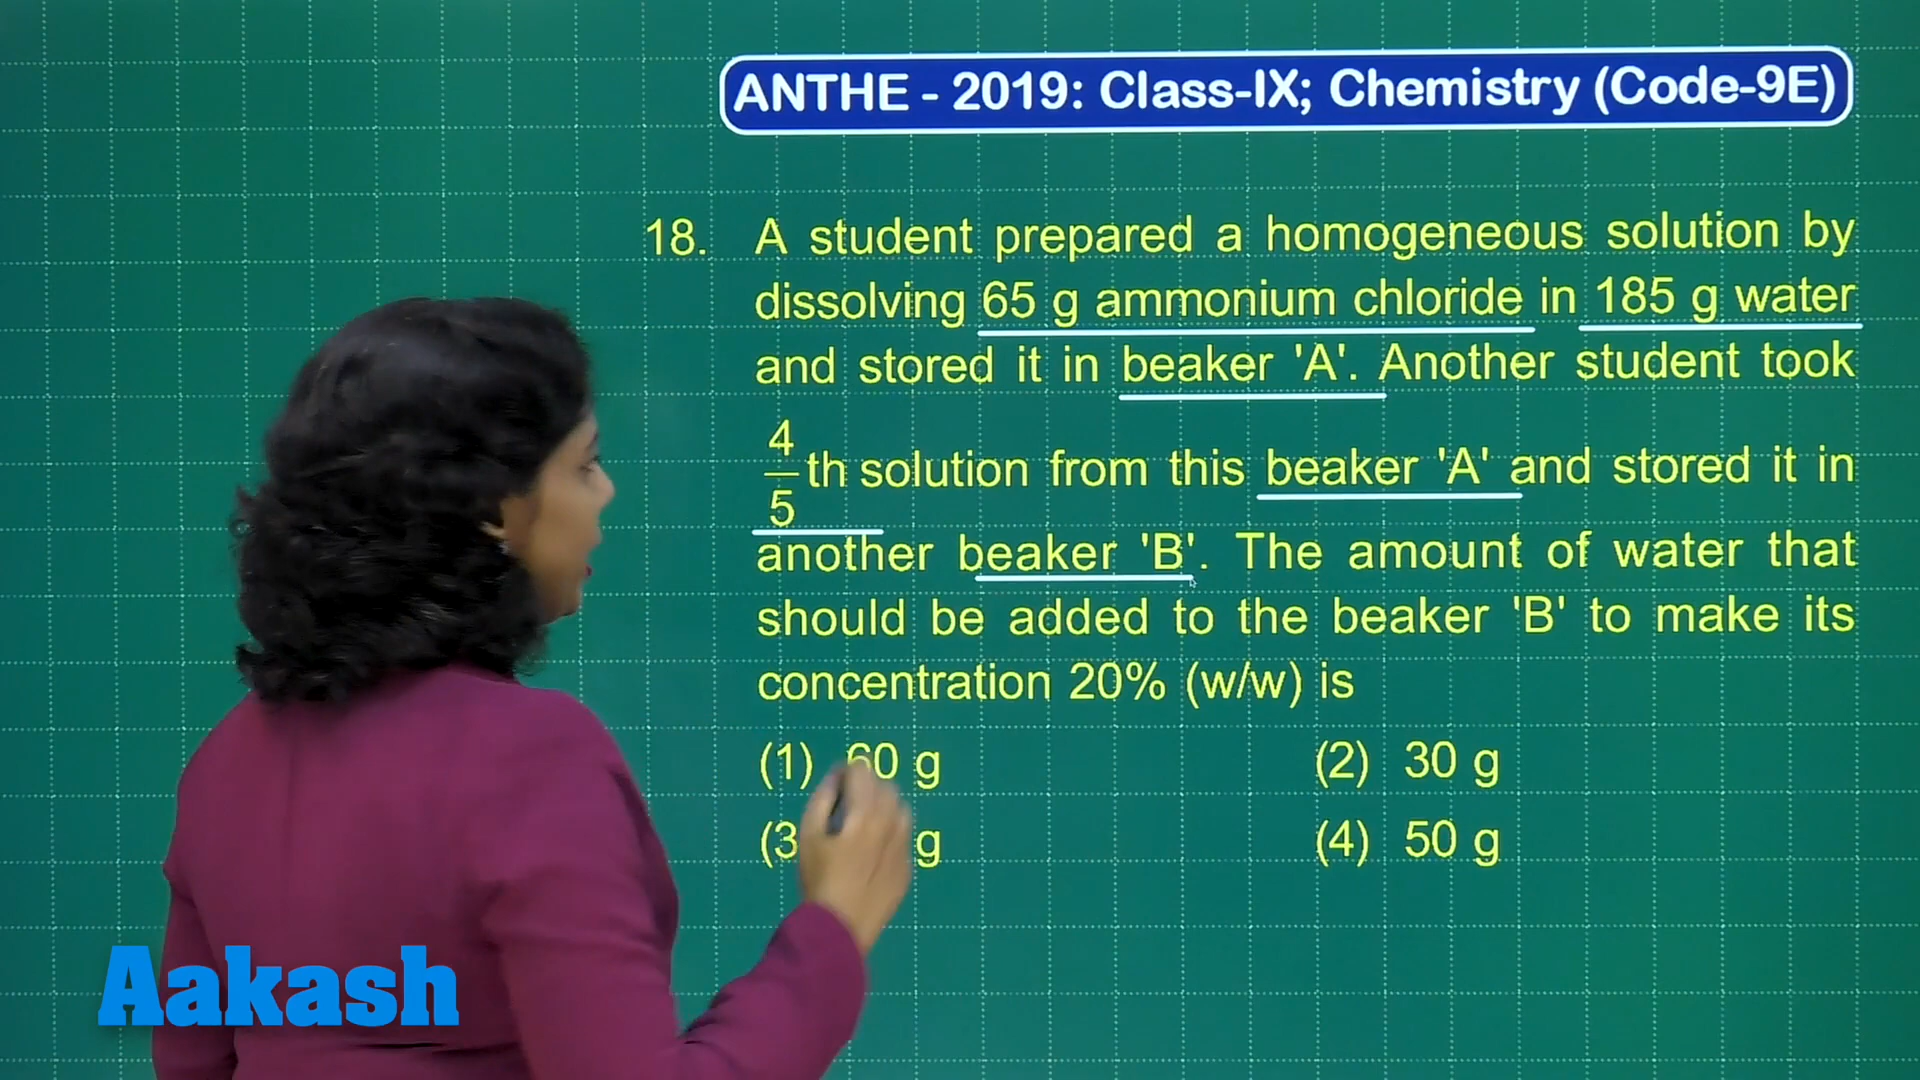 ANTHE - 2019: Class-IX; Chemistry (Code-9E)
18. A student prepared a homogeneous solution by
dissolving 65 g ammonium chloride in 185 g water
and stored it in beaker 'A'. Another student took
4/5 th solution from this beaker 'A' and stored it in
another beaker 'B'. The amount of water that
should be added to the beaker 'B' to make its
concentration 20% (w/w) is
(1) 60 g (2) 30 g
(3 g (4) 50 g
Aakash